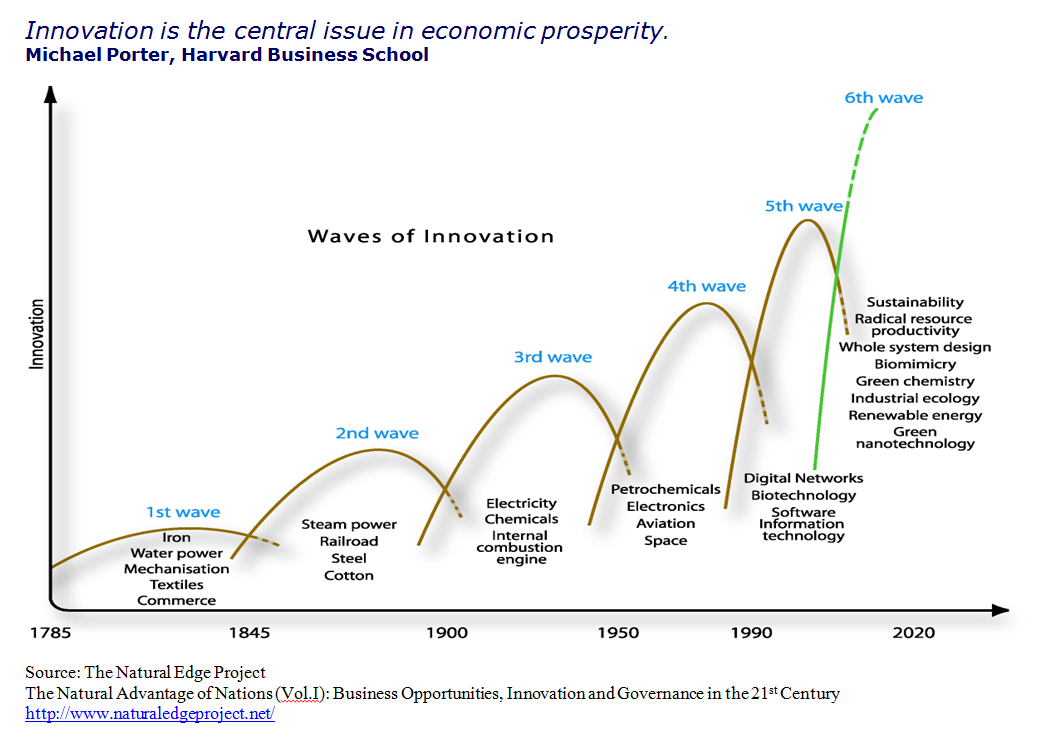 Innovation is the central issue in economic prosperity.
Michael Porter, Harvard Business School
6th wave
5th wave
Waves of Innovation
4th wave
Innovation
3rd wave
2nd wave
1st wave
Iron
Water power
Mechanisation
Textiles
Commerce
Steam power
Railroad
Steel
Cotton
Electricity
Chemicals
Internal
combustion
engine
Petrochemicals
Electronics
Aviation
Space
Digital Networks
Biotechnology
Software
Information
technology
Sustainability
Radical resource
productivity
Whole system design
Biomimicry
Green chemistry
Industrial ecology
Renewable energy
Green
nanotechnology
1785 1845 1900 1950 1990 2020
Source: The Natural Edge Project
The Natural Advantage of Nations (Vol.I): Business Opportunities, Innovation and Governance in the 21st Century
http://www.naturaledgeproject.net/